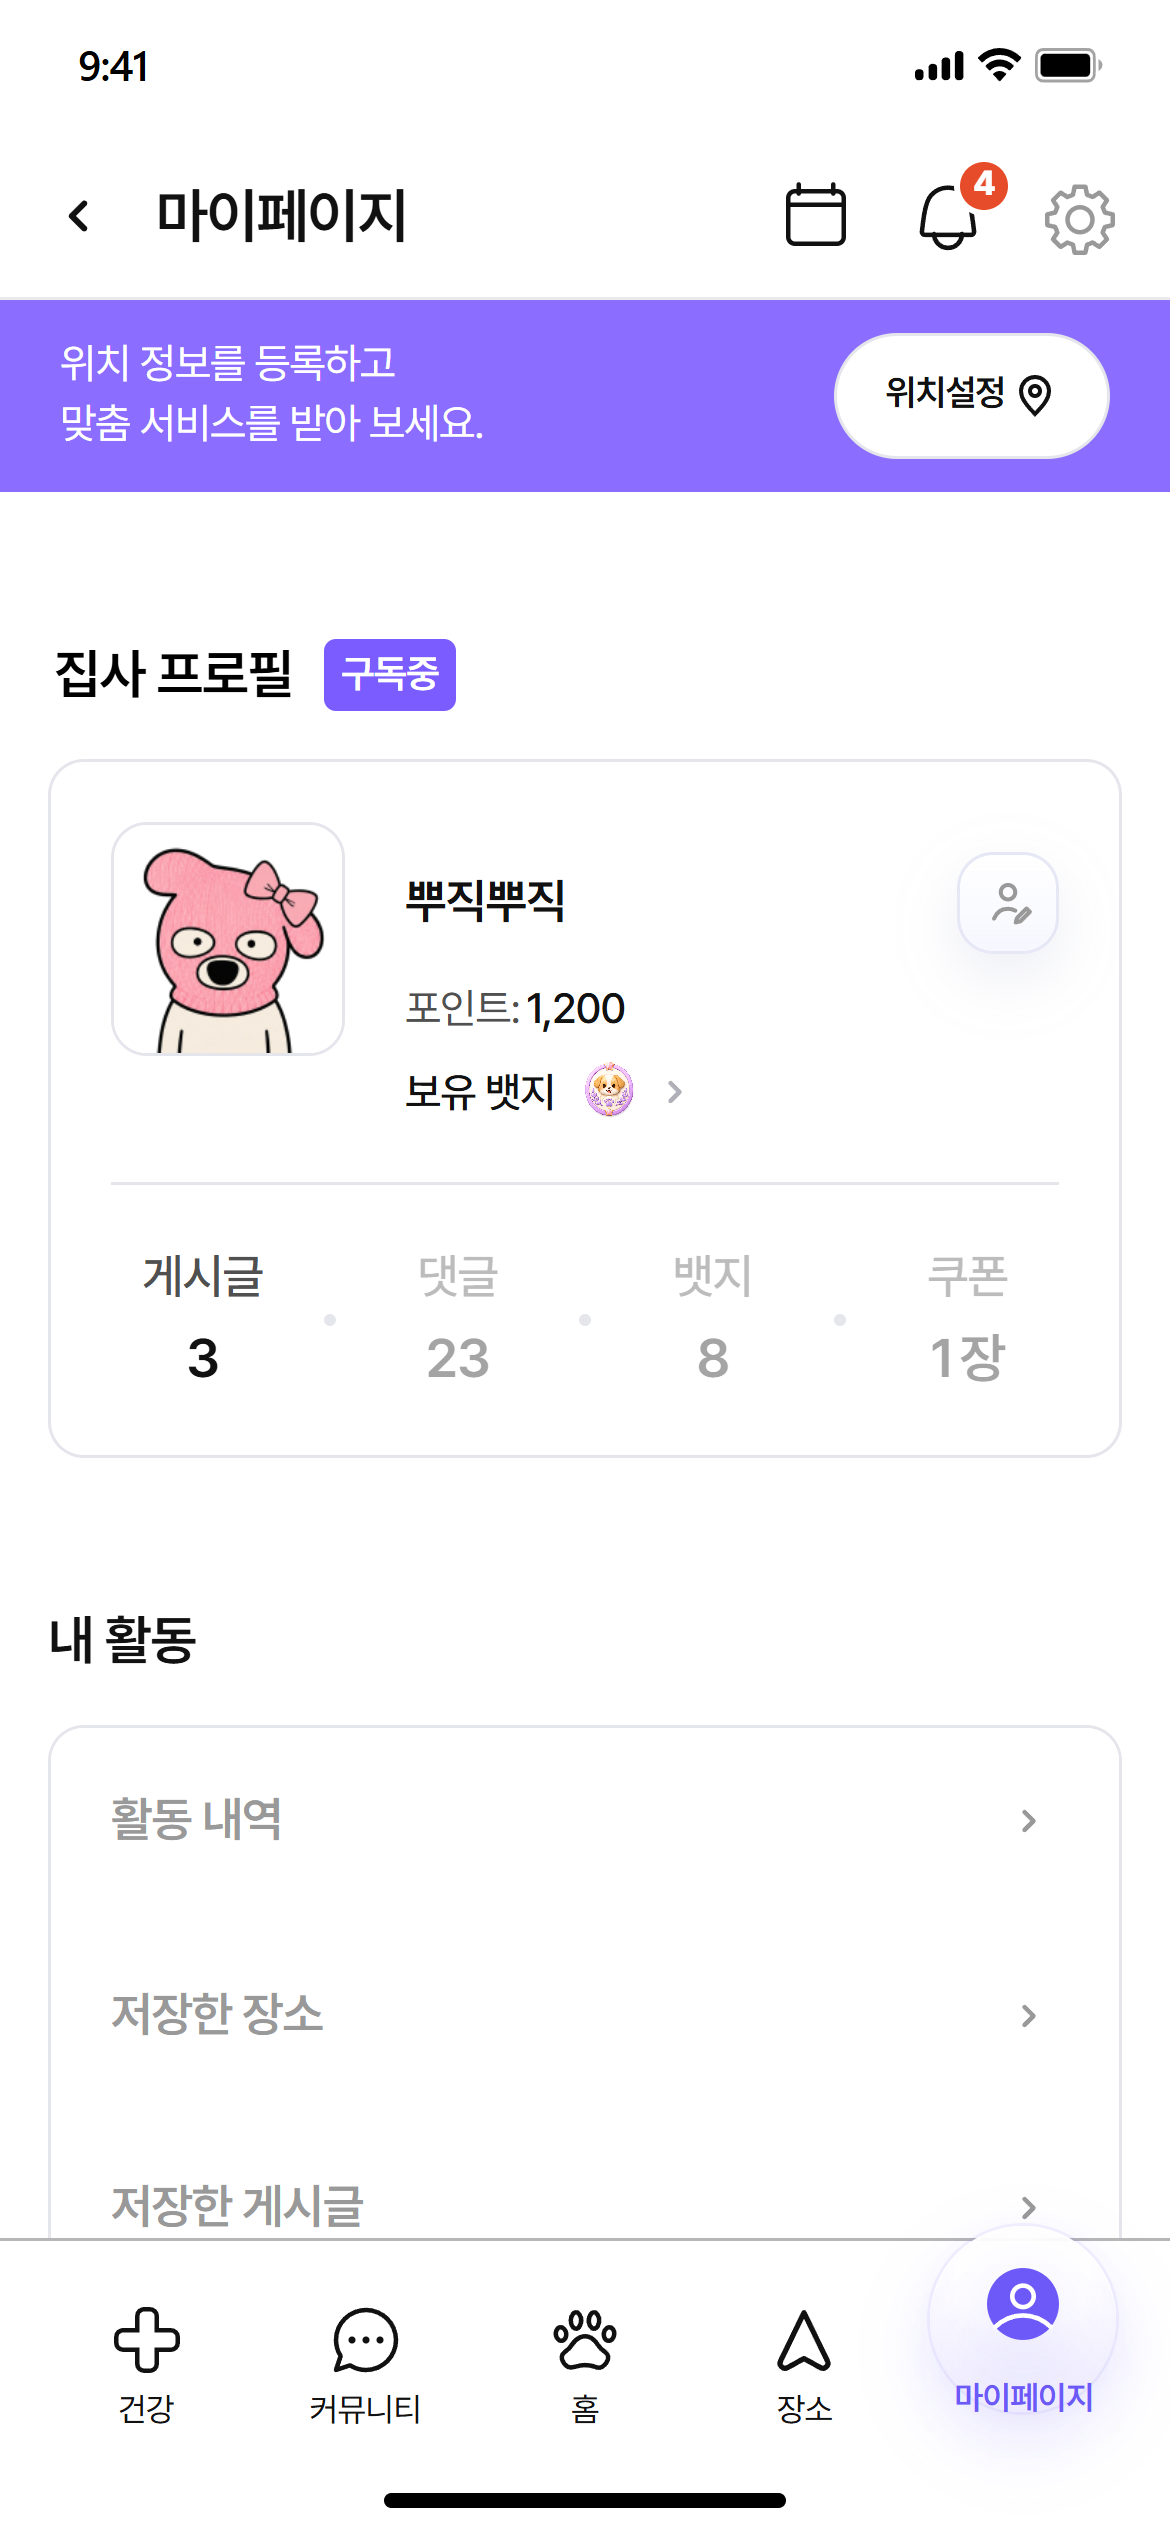 9:41
마이페이지
4
위치 정보를 등록하고
맞춤 서비스를 받아 보세요.
위치설정
집사 프로필
구독중
뿌직뿌직
포인트: 1,200
보유 뱃지
게시글
댓글
뱃지
쿠폰
3
23
8
1 장
내 활동
활동 내역
저장한 장소
저장한 게시글
건강
커뮤니티
홈
장소
마이페이지